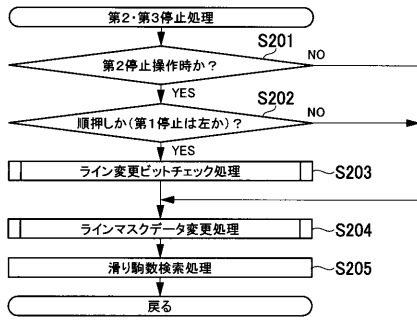 第2・第3停止処理
S201
第2停止操作時か？
NO
YES
S202
順押しか(第1停止は左か)？
NO
YES
ライン変更ビットチェック処理
S203
ラインマスクデータ変更処理
S204
滑り駒数検索処理
S205
戻る